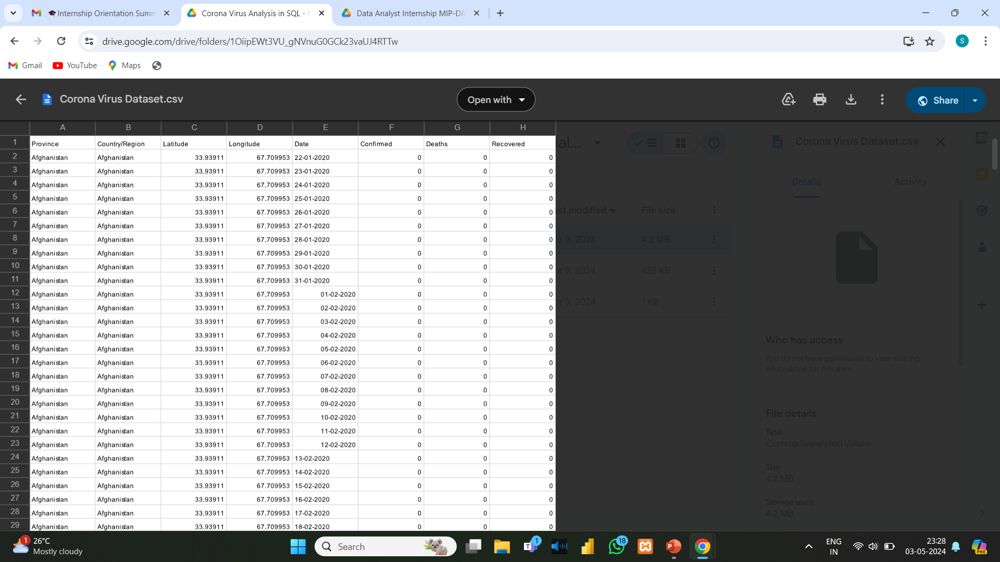 Internship Orientation Summ
Corona Virus Analysis in SQL -
Data Analyst Internship MIP-DA
drive.google.com/drive/folders/1OiipEWt3VU_gNVnuG0GCk23vaUJ4RTTw
S
Gmail YouTube Maps
Corona Virus Dataset.csv
Open with
Share
A B C D E F G H
1 Province Country/Region Latitude Longitude Date Confirmed Deaths Recovered
2 Afghanistan Afghanistan 33.93911 67.709953 22-01-2020 0 0 0
3 Afghanistan Afghanistan 33.93911 67.709953 23-01-2020 0 0 0
4 Afghanistan Afghanistan 33.93911 67.709953 24-01-2020 0 0 0
5 Afghanistan Afghanistan 33.93911 67.709953 25-01-2020 0 0 0
6 Afghanistan Afghanistan 33.93911 67.709953 26-01-2020 0 0 0
7 Afghanistan Afghanistan 33.93911 67.709953 27-01-2020 0 0 0
8 Afghanistan Afghanistan 33.93911 67.709953 28-01-2020 0 0 0
9 Afghanistan Afghanistan 33.93911 67.709953 29-01-2020 0 0 0
10 Afghanistan Afghanistan 33.93911 67.709953 30-01-2020 0 0 0
11 Afghanistan Afghanistan 33.93911 67.709953 31-01-2020 0 0 0
12 Afghanistan Afghanistan 33.93911 67.709953 01-02-2020 0 0 0
13 Afghanistan Afghanistan 33.93911 67.709953 02-02-2020 0 0 0
14 Afghanistan Afghanistan 33.93911 67.709953 03-02-2020 0 0 0
15 Afghanistan Afghanistan 33.93911 67.709953 04-02-2020 0 0 0
16 Afghanistan Afghanistan 33.93911 67.709953 05-02-2020 0 0 0
17 Afghanistan Afghanistan 33.93911 67.709953 06-02-2020 0 0 0
18 Afghanistan Afghanistan 33.93911 67.709953 07-02-2020 0 0 0
19 Afghanistan Afghanistan 33.93911 67.709953 08-02-2020 0 0 0
20 Afghanistan Afghanistan 33.93911 67.709953 09-02-2020 0 0 0
21 Afghanistan Afghanistan 33.93911 67.709953 10-02-2020 0 0 0
22 Afghanistan Afghanistan 33.93911 67.709953 11-02-2020 0 0 0
23 Afghanistan Afghanistan 33.93911 67.709953 12-02-2020 0 0 0
24 Afghanistan Afghanistan 33.93911 67.709953 13-02-2020 0 0 0
25 Afghanistan Afghanistan 33.93911 67.709953 14-02-2020 0 0 0
26 Afghanistan Afghanistan 33.93911 67.709953 15-02-2020 0 0 0
27 Afghanistan Afghanistan 33.93911 67.709953 16-02-2020 0 0 0
28 Afghanistan Afghanistan 33.93911 67.709953 17-02-2020 0 0 0
29 Afghanistan Afghanistan 33.93911 67.709953 18-02-2020 0 0 0
al...
ast modified File size
9, 2024 4.2 MB
9, 2024 458 KB
9, 2024 1 KB
Corona Virus Dataset.csv
Details Activity
Who has access
You do not have permission to view sharing
information for this item
File details
Type
Comma Separated Values
Size
4.2 MB
Storage used
4.2 MB
1
26°C
Mostly cloudy
Search
1
18
ENG
IN
23:28
03-05-2024
PRE